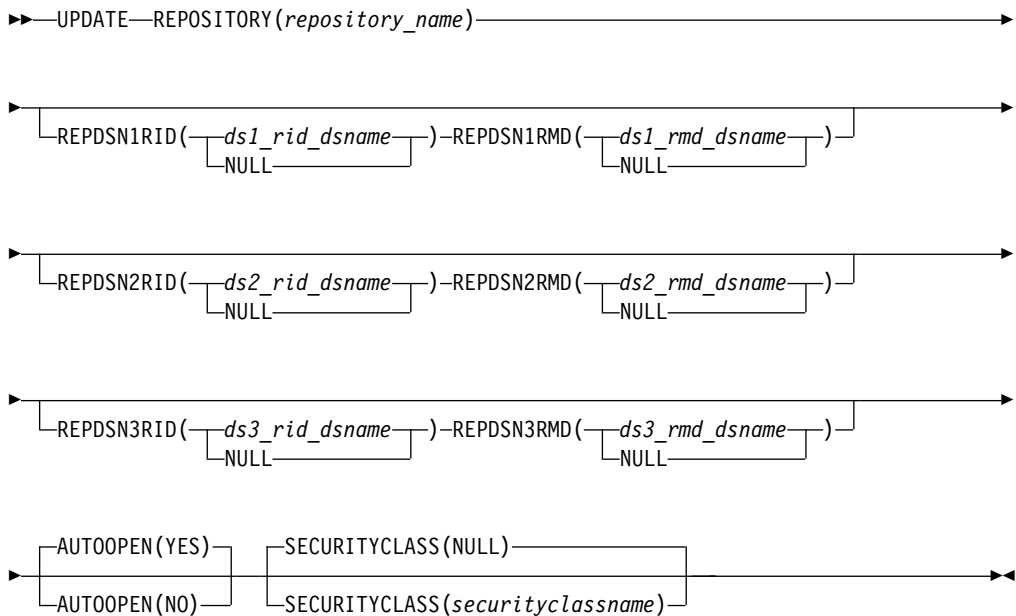 UPDATE REPOSITORY(repository_name)
REPDSN1RID( ds1_rid_dsname ) REPDSN1RMD( ds1_rmd_dsname )
NULL NULL
REPDSN2RID( ds2_rid_dsname ) REPDSN2RMD( ds2_rmd_dsname )
NULL NULL
REPDSN3RID( ds3_rid_dsname ) REPDSN3RMD( ds3_rmd_dsname )
NULL NULL
AUTOOPEN(YES) SECURITYCLASS(NULL)
AUTOOPEN(NO) SECURITYCLASS(securityclassname)